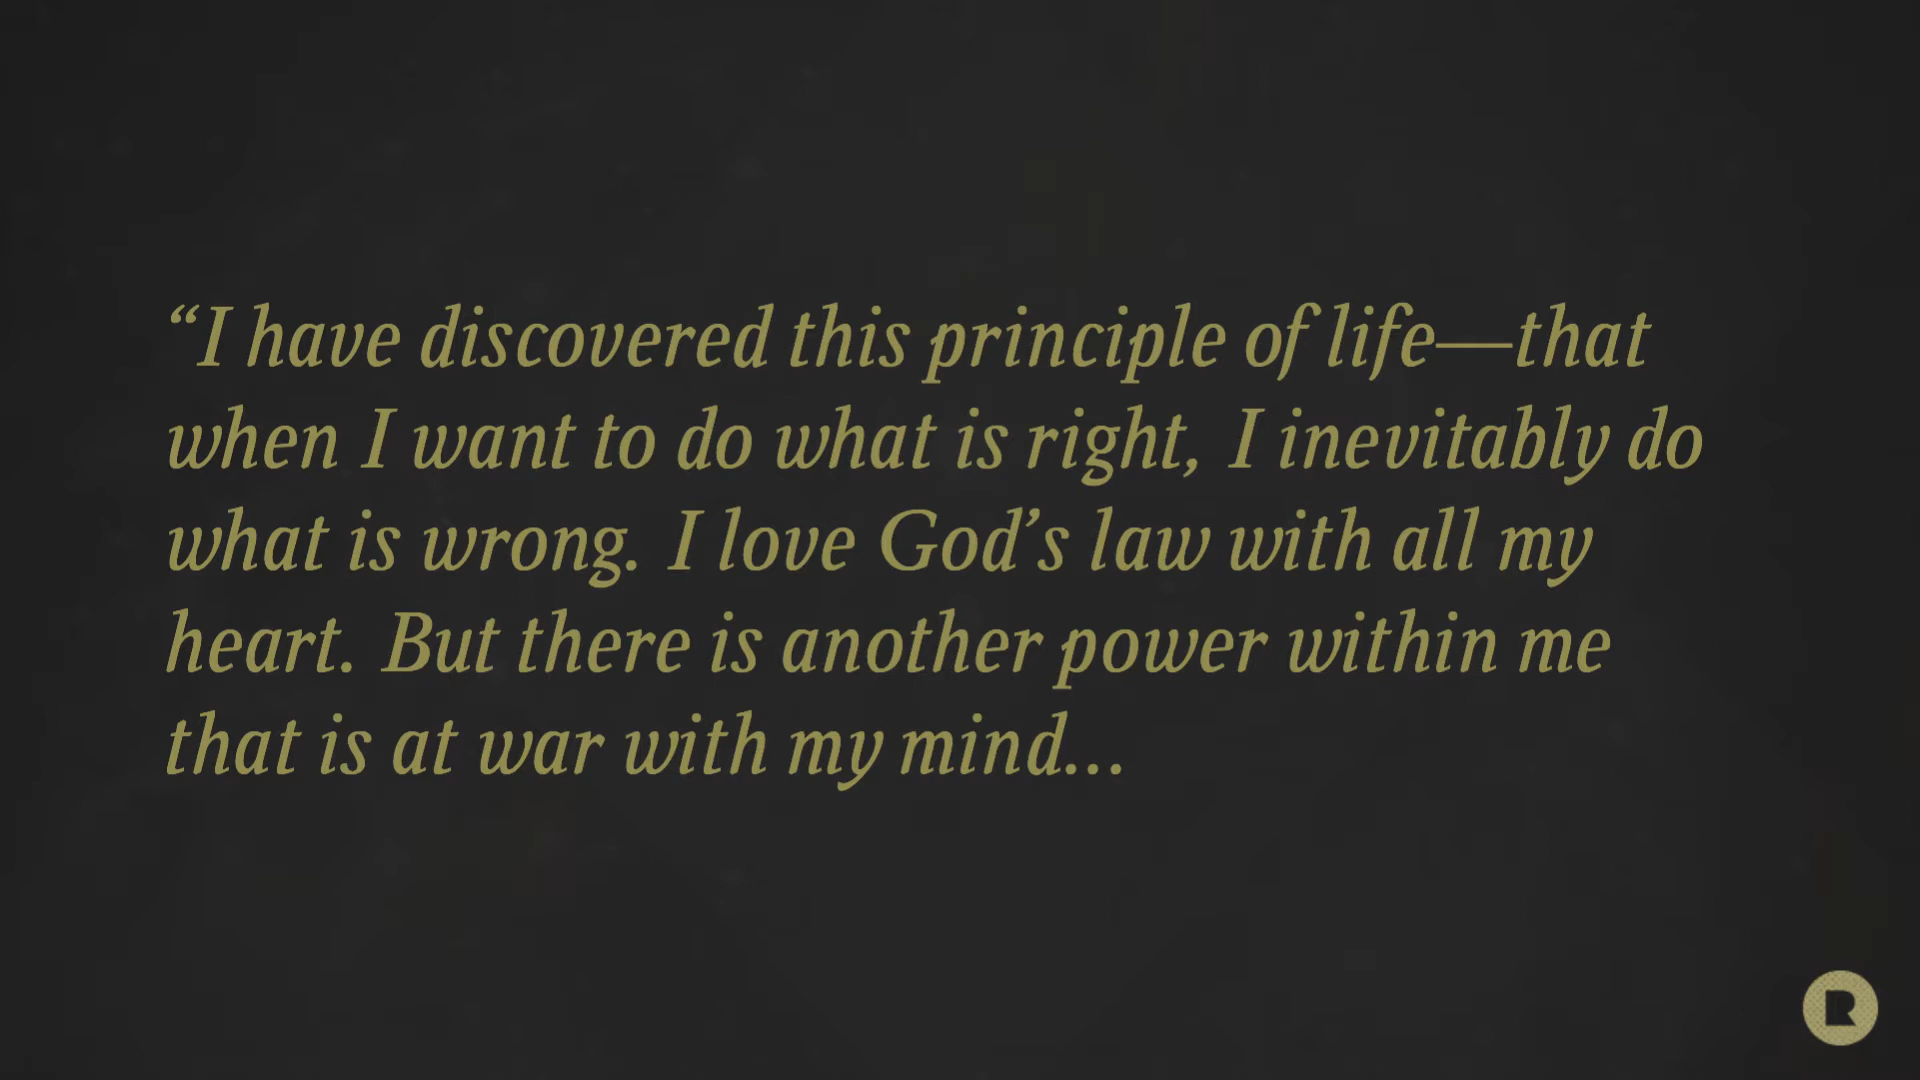 “I have discovered this principle of life—that
when I want to do what is right, I inevitably do
what is wrong. I love God’s law with all my
heart. But there is another power within me
that is at war with my mind...
R